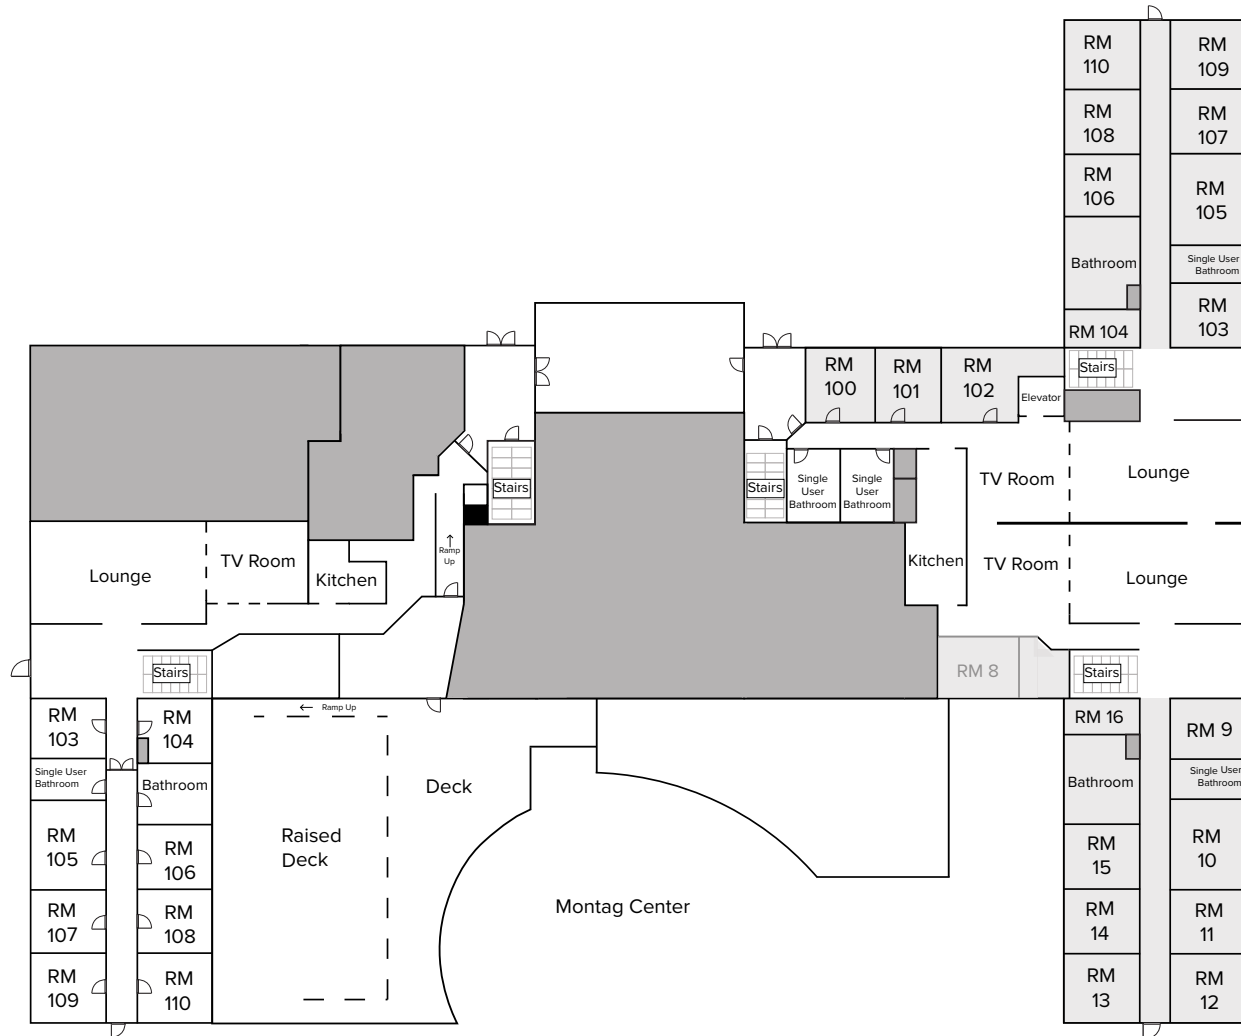 RM
110
RM
109
RM
108
RM
107
RM
106
RM
105
Bathroom
Single User
Bathroom
RM 104
RM
103
RM
100
RM
101
RM
102
Elevator
Stairs
Stairs
Stairs
Single
User
Bathroom
Single
User
Bathroom
TV Room
Lounge
Kitchen
TV Room
Lounge
Lounge
TV Room
Kitchen
↑
Ramp
Up
Stairs
RM 8
Stairs
← Ramp Up
RM
103
RM
104
Single User
Bathroom
Bathroom
RM
105
RM
106
RM
107
RM
108
RM
109
RM
110
Raised
Deck
Deck
Montag Center
RM 16
RM 9
Bathroom
Single User
Bathroom
RM
15
RM
10
RM
14
RM
11
RM
13
RM
12